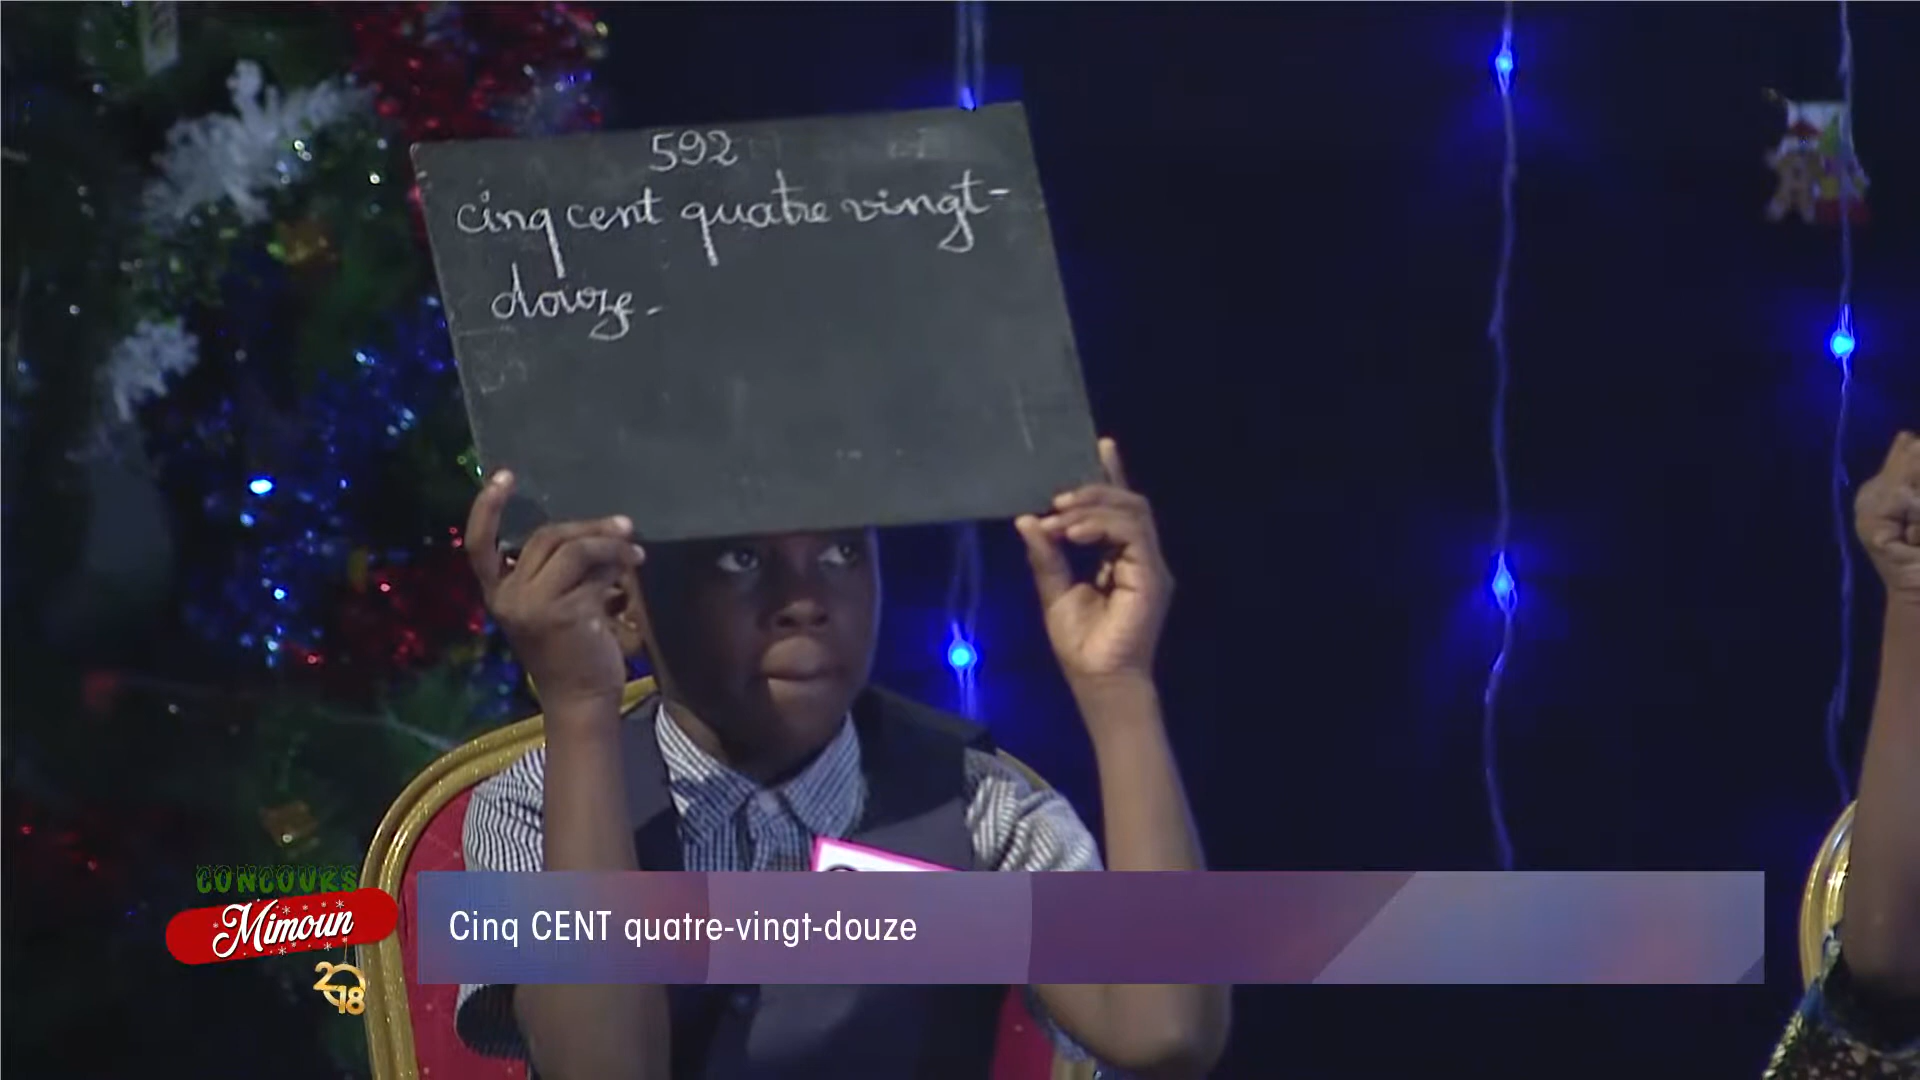 592
cinq cent quatre vingt-
douze.
CONCOURS
Mimoun
2018
Cinq CENT quatre-vingt-douze